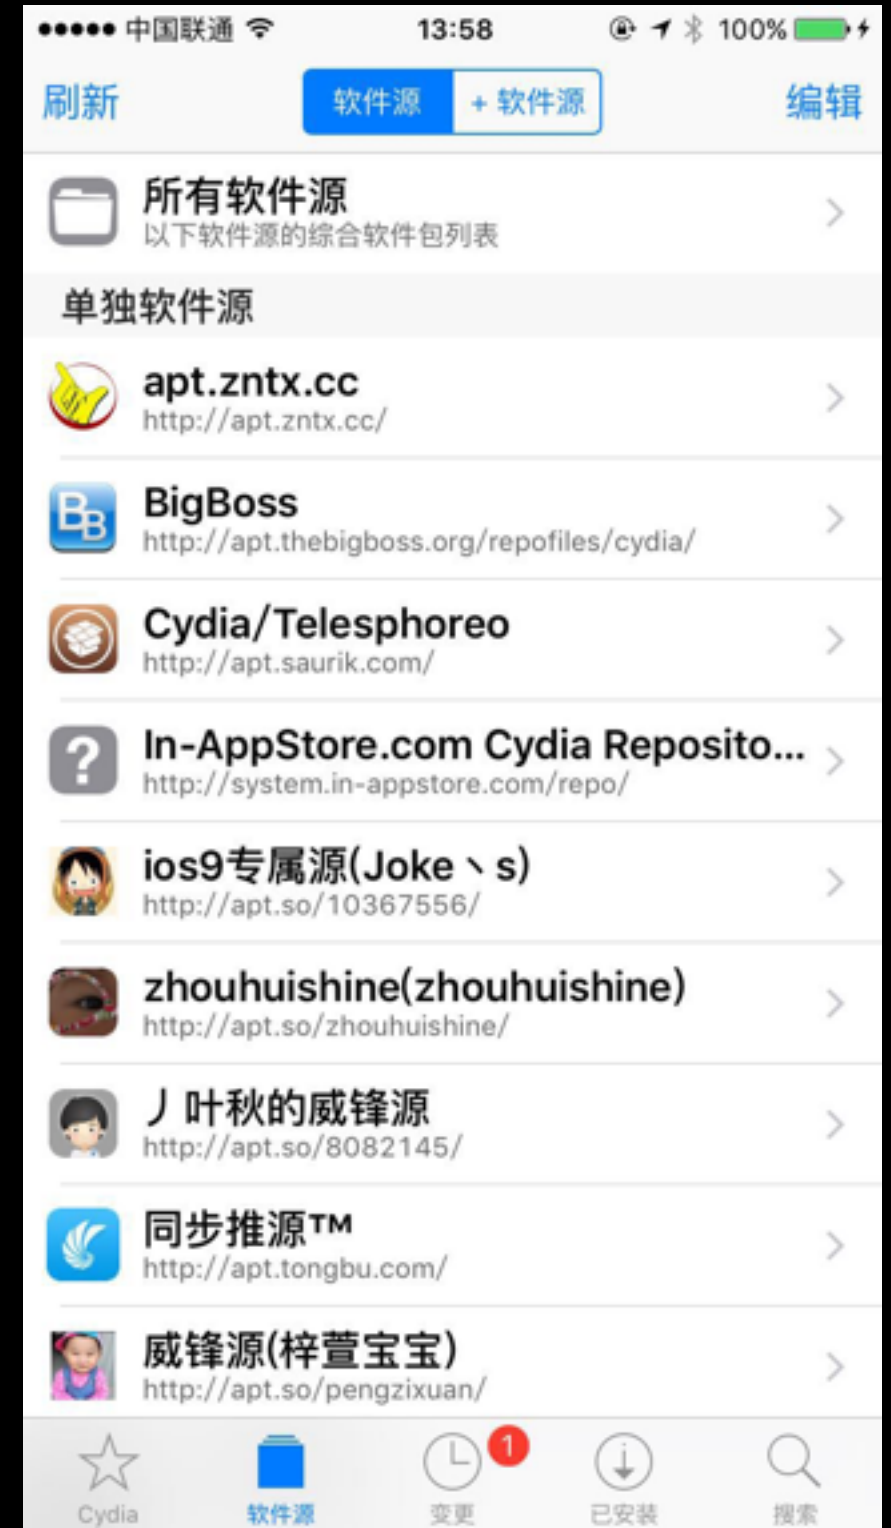 中国联通 13:58 100%
刷新 软件源 + 软件源 编辑
所有软件源
以下软件源的综合软件包列表
单独软件源
apt.zntx.cc
http://apt.zntx.cc/
BigBoss
http://apt.thebigboss.org/repofiles/cydia/
Cydia/Telesphoreo
http://apt.saurik.com/
In-AppStore.com Cydia Reposito...
http://system.in-appstore.com/repo/
ios9专属源(Joke丶s)
http://apt.so/10367556/
zhouhuishine(zhouhuishine)
http://apt.so/zhouhuishine/
丿叶秋的威锋源
http://apt.so/8082145/
同步推源™
http://apt.tongbu.com/
威锋源(梓萱宝宝)
http://apt.so/pengzixuan/
1
Cydia 软件源 变更 已安装 搜索